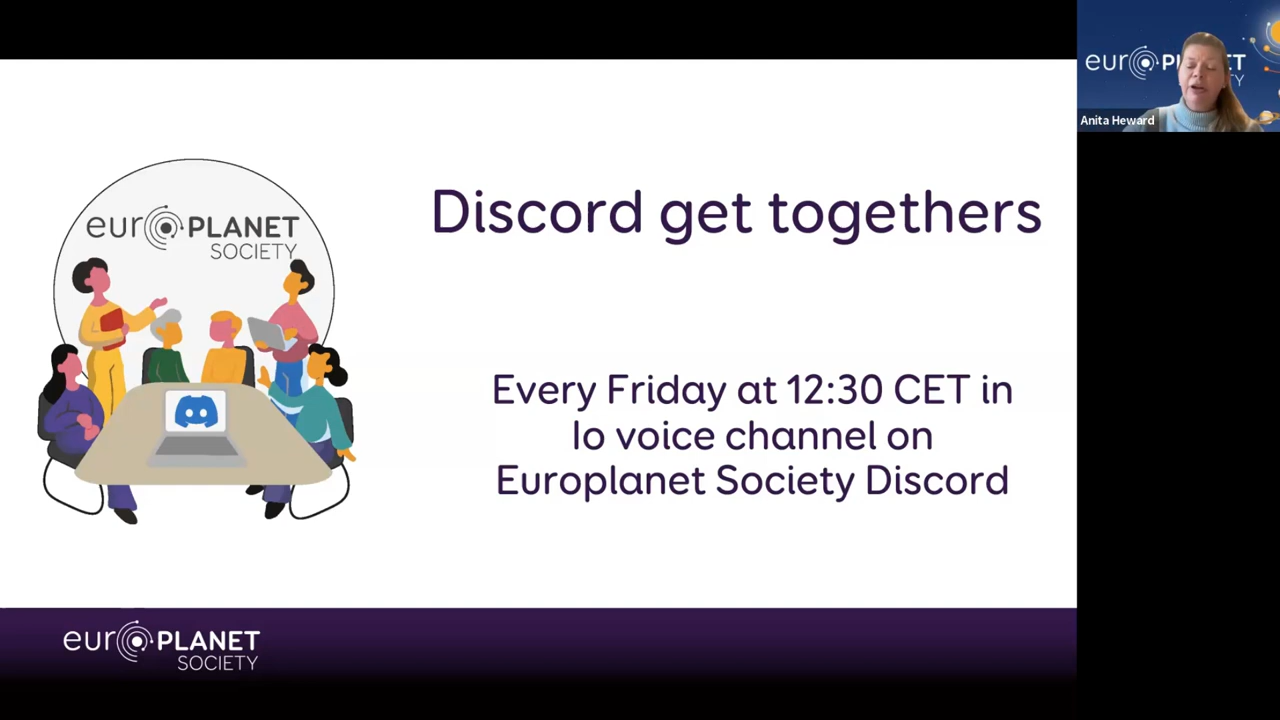 euroPLANET
SOCIETY
Discord get togethers
Every Friday at 12:30 CET in
Io voice channel on
Europlanet Society Discord
euroPLANET
SOCIETY
Anita Heward